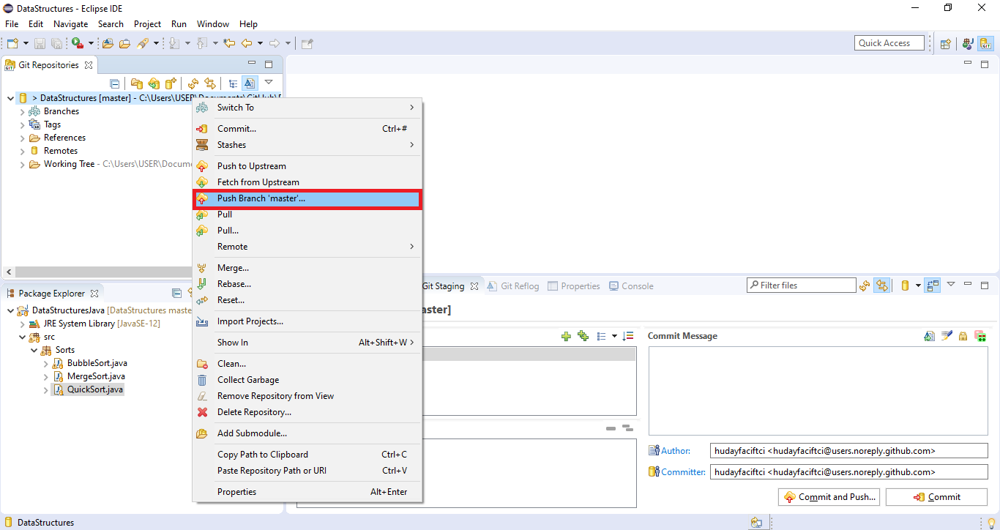 DataStructures - Eclipse IDE
File Edit Navigate Search Project Run Window Help
Quick Access
Git Repositories
> DataStructures [master] - C:\Users\USER\Documents\GitHub\
Branches
Tags
References
Remotes
Working Tree - C:\Users\USER\Docume
Switch To
Commit... Ctrl+#
Stashes
Push to Upstream
Fetch from Upstream
Push Branch 'master'...
Pull
Pull...
Remote
Merge...
Rebase...
Reset...
Import Projects...
Show In Alt+Shift+W
Clean...
Collect Garbage
Remove Repository from View
Delete Repository...
Add Submodule...
Copy Path to Clipboard Ctrl+C
Paste Repository Path or URI Ctrl+V
Properties Alt+Enter
Package Explorer
DataStructuresJava [DataStructures maste
JRE System Library [JavaSE-12]
src
Sorts
BubbleSort.java
MergeSort.java
QuickSort.java
Git Staging Git Reflog Properties Console
Filter files
aster]
Commit Message
Author: hudayfaciftci <hudayfaciftci@users.noreply.github.com>
Committer: hudayfaciftci <hudayfaciftci@users.noreply.github.com>
Commit and Push... Commit
DataStructures